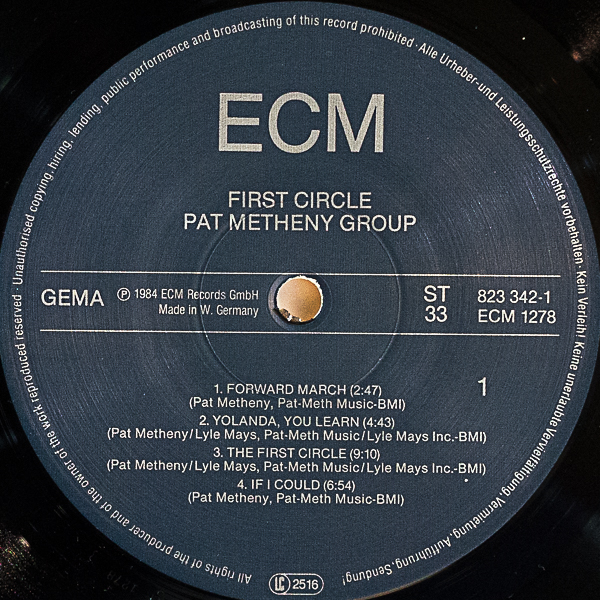 All rights of the producer and of the owner of the work reproduced reserved · Unauthorised copying, hiring, lending, public performance and broadcasting of this record prohibited · Alle Urheber- und Leistungsschutzrechte vorbehalten. Kein Verleih! Keine unerlaubte Vervielfältigung, Vermietung, Aufführung, Sendung!
ECM
FIRST CIRCLE
PAT METHENY GROUP
GEMA
℗ 1984 ECM Records GmbH
Made in W. Germany
ST
33
823 342-1
ECM 1278
1
1. FORWARD MARCH (2:47)
(Pat Metheny, Pat-Meth Music-BMI)
2. YOLANDA, YOU LEARN (4:43)
(Pat Metheny/Lyle Mays, Pat-Meth Music/Lyle Mays Inc.-BMI)
3. THE FIRST CIRCLE (9:10)
(Pat Metheny/Lyle Mays, Pat-Meth Music/Lyle Mays Inc.-BMI)
4. IF I COULD (6:54)
(Pat Metheny, Pat-Meth Music-BMI)
LC 2516